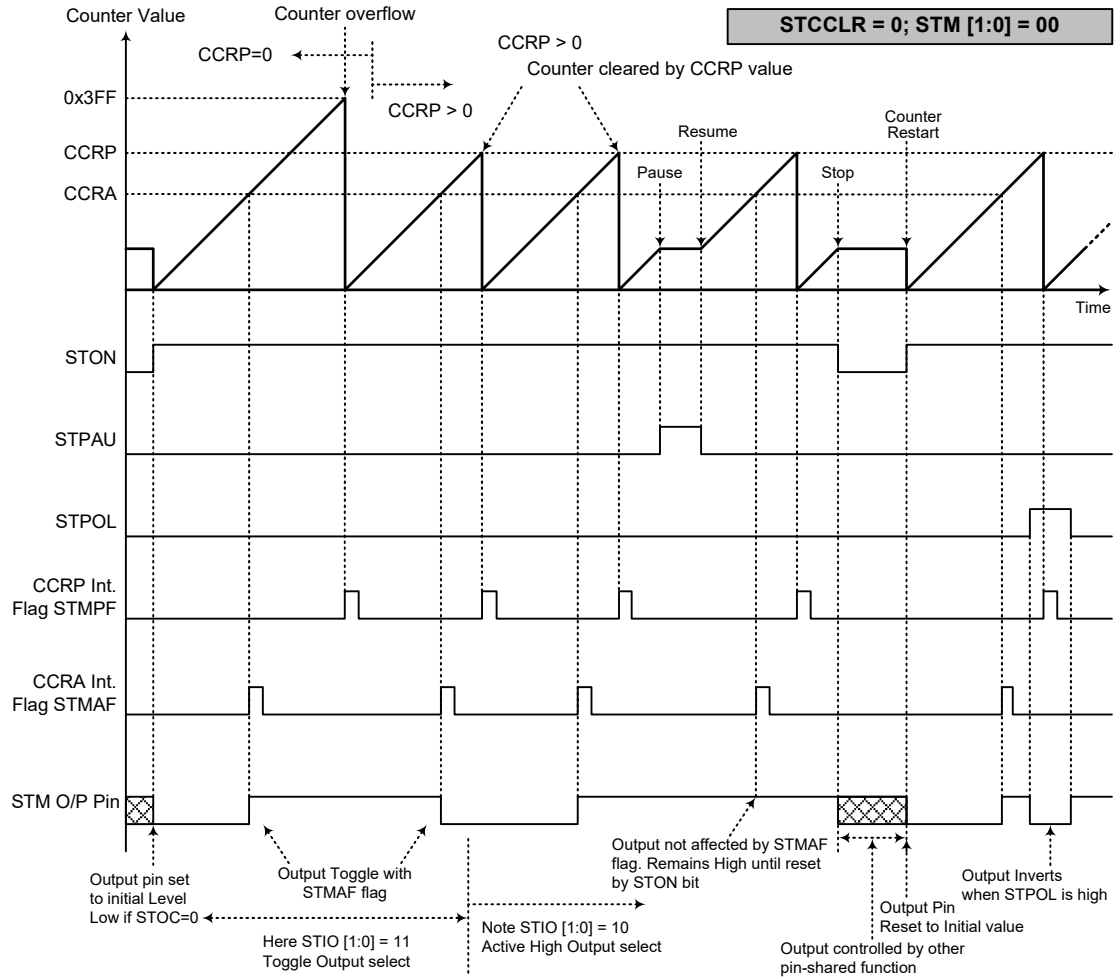 Counter Value
Counter overflow
STCCLR = 0; STM [1:0] = 00
CCRP=0
CCRP > 0
CCRP > 0
Counter cleared by CCRP value
0x3FF
CCRP
CCRA
Pause
Resume
Stop
Counter
Restart
Time
STON
STPAU
STPOL
CCRP Int.
Flag STMPF
CCRA Int.
Flag STMAF
STM O/P Pin
Output pin set
to initial Level
Low if STOC=0
Output Toggle with
STMAF flag
Here STIO [1:0] = 11
Toggle Output select
Note STIO [1:0] = 10
Active High Output select
Output not affected by STMAF
flag. Remains High until reset
by STON bit
Output controlled by other
pin-shared function
Output Pin
Reset to Initial value
Output Inverts
when STPOL is high